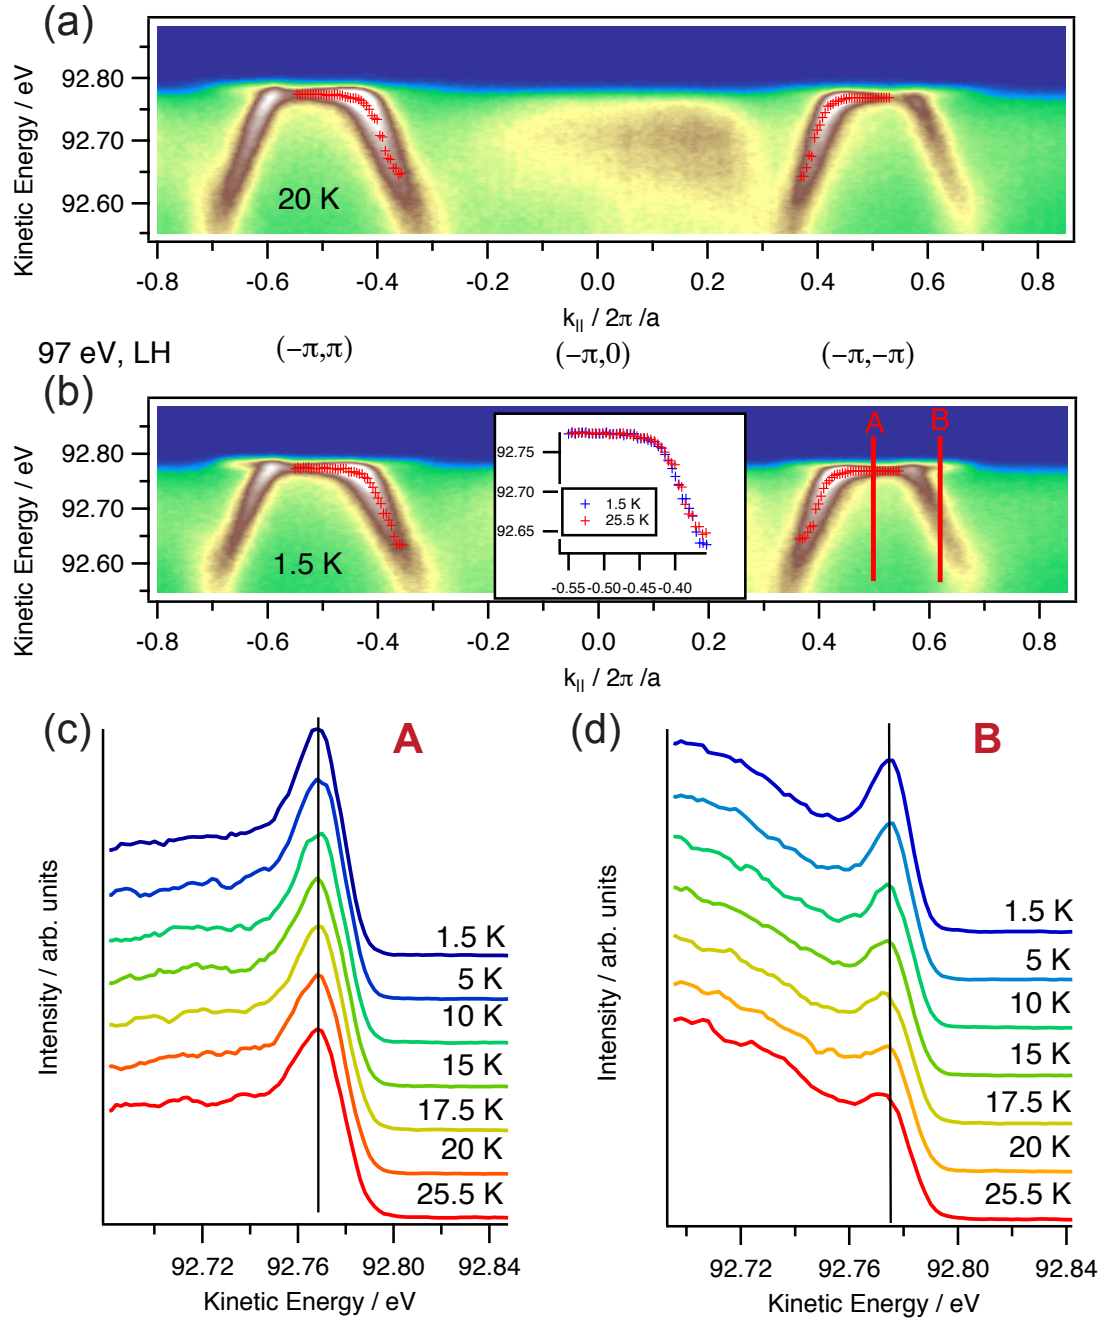 (a)
Kinetic Energy / eV
92.80
92.70
92.60
20 K
-0.8 -0.6 -0.4 -0.2 0.0 0.2 0.4 0.6 0.8
k|| / 2π /a
97 eV, LH (−π,π) (−π,0) (−π,−π)
(b)
Kinetic Energy / eV
92.80
92.70
92.60
1.5 K
A B
92.75
92.70
92.65
1.5 K
25.5 K
-0.55 -0.50 -0.45 -0.40
-0.8 -0.6 -0.4 -0.2 0.0 0.2 0.4 0.6 0.8
k|| / 2π /a
(c) A
Intensity / arb. units
1.5 K
5 K
10 K
15 K
17.5 K
20 K
25.5 K
92.72 92.76 92.80 92.84
Kinetic Energy / eV
(d) B
Intensity / arb. units
1.5 K
5 K
10 K
15 K
17.5 K
20 K
25.5 K
92.72 92.76 92.80 92.84
Kinetic Energy / eV